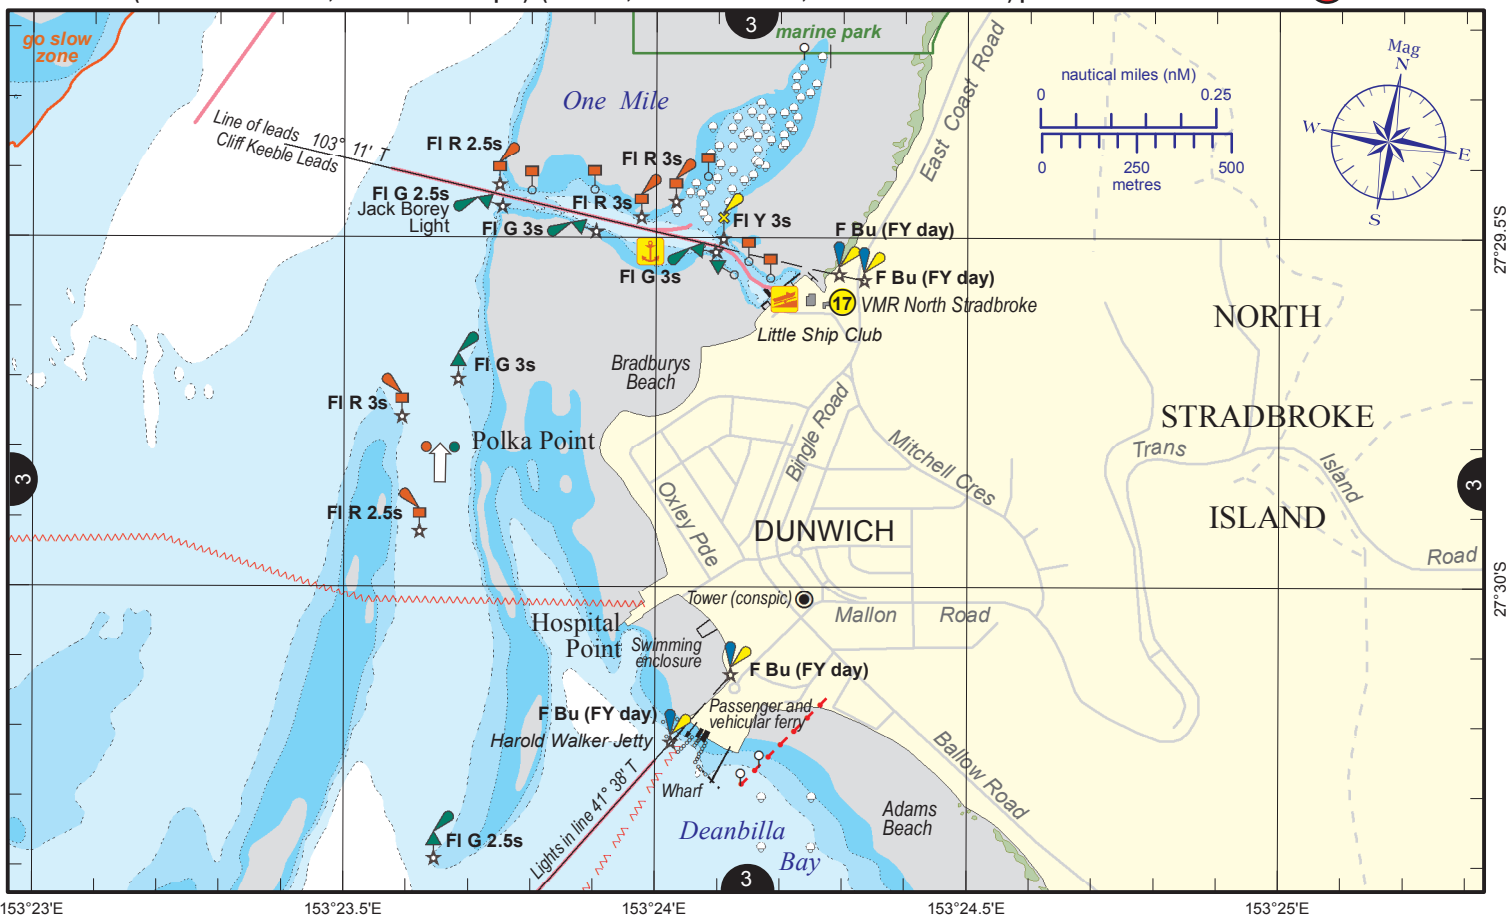 3
marine park
go slow
zone
One Mile
East Coast Road
nautical miles (nM)
0 0.25
0 250 500
metres
Mag
N
W
E
S
Line of leads 103° 11' T
Cliff Keeble Leads
Fl R 2.5s
Fl R 3s
Fl G 2.5s
Jack Borey
Light
Fl R 3s
Fl G 3s
Fl Y 3s
F Bu (FY day)
Fl G 3s
F Bu (FY day)
17
VMR North Stradbroke
Little Ship Club
27°29.5'S
NORTH
Bradburys
Beach
Fl G 3s
Fl R 3s
STRADBROKE
Polka Point
Bingle Road
Mitchell Cres
Trans
Island
Road
3
3
Oxley Pde
Fl R 2.5s
DUNWICH
ISLAND
27°30'S
Tower (conspic)
Mallon Road
Hospital
Point
Swimming
enclosure
F Bu (FY day)
F Bu (FY day)
Passenger and
vehicular ferry
Harold Walker Jetty
Ballow Road
Lights in line 41° 38' T
Wharf
Adams
Beach
Deanbilla
Bay
Fl G 2.5s
3
153°23'E
153°23.5'E
153°24'E
153°24.5'E
153°25'E